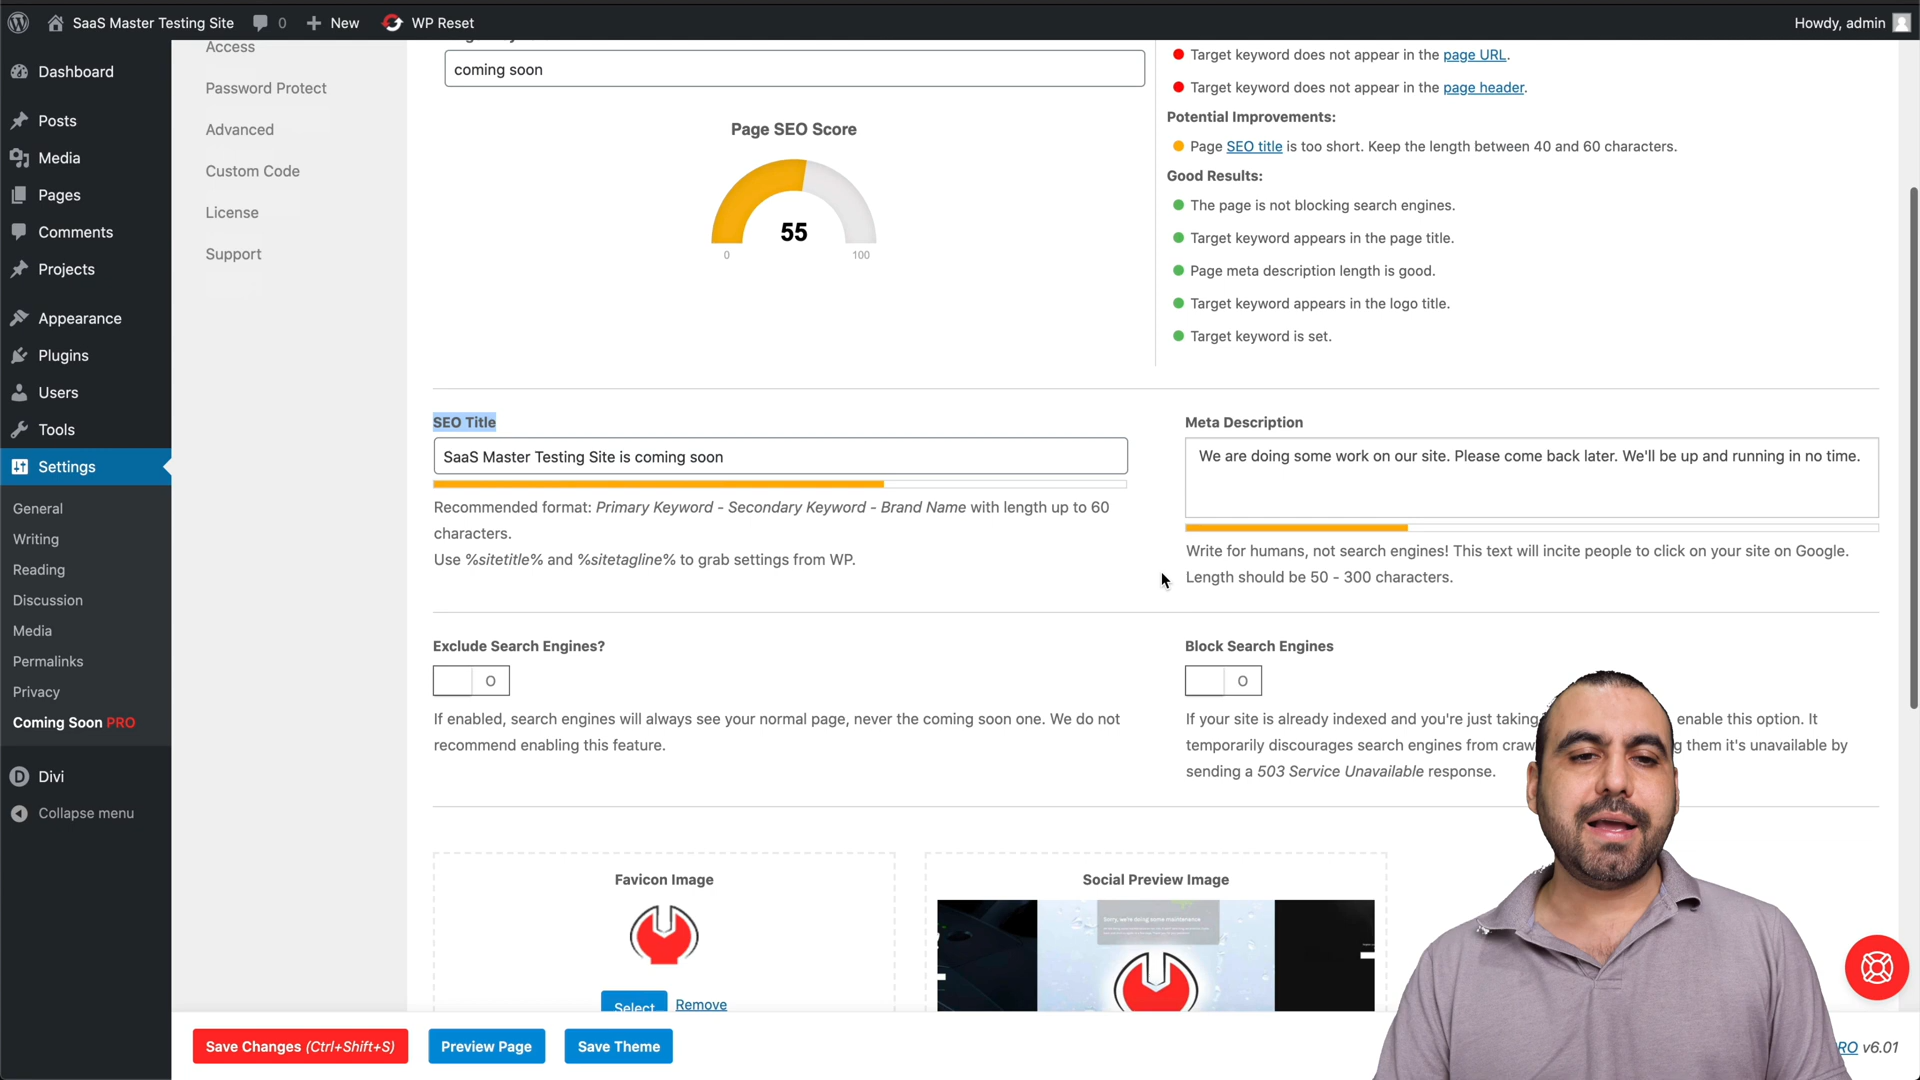 SaaS Master Testing Site 0 New WP Reset Howdy, admin
Dashboard
Posts
Media
Pages
Comments
Projects
Appearance
Plugins
Users
Tools
Settings
General
Writing
Reading
Discussion
Media
Permalinks
Privacy
Coming Soon PRO
Divi
Collapse menu
Access
Password Protect
Advanced
Custom Code
License
Support
coming soon
Page SEO Score
55
0 100
Target keyword does not appear in the page URL.
Target keyword does not appear in the page header.
Potential Improvements:
Page SEO title is too short. Keep the length between 40 and 60 characters.
Good Results:
The page is not blocking search engines.
Target keyword appears in the page title.
Page meta description length is good.
Target keyword appears in the logo title.
Target keyword is set.
SEO Title
SaaS Master Testing Site is coming soon
Recommended format: Primary Keyword - Secondary Keyword - Brand Name with length up to 60
characters.
Use %sitetitle% and %sitetagline% to grab settings from WP.
Meta Description
We are doing some work on our site. Please come back later. We'll be up and running in no time.
Write for humans, not search engines! This text will incite people to click on your site on Google.
Length should be 50 - 300 characters.
Exclude Search Engines?
If enabled, search engines will always see your normal page, never the coming soon one. We do not
recommend enabling this feature.
Block Search Engines
If your site is already indexed and you're just taking enable this option. It
temporarily discourages search engines from craw g them it's unavailable by
sending a 503 Service Unavailable response.
Favicon Image
Select Remove
Social Preview Image
Sorry, we're doing some maintenance
Save Changes (Ctrl+Shift+S) Preview Page Save Theme
RO v6.01